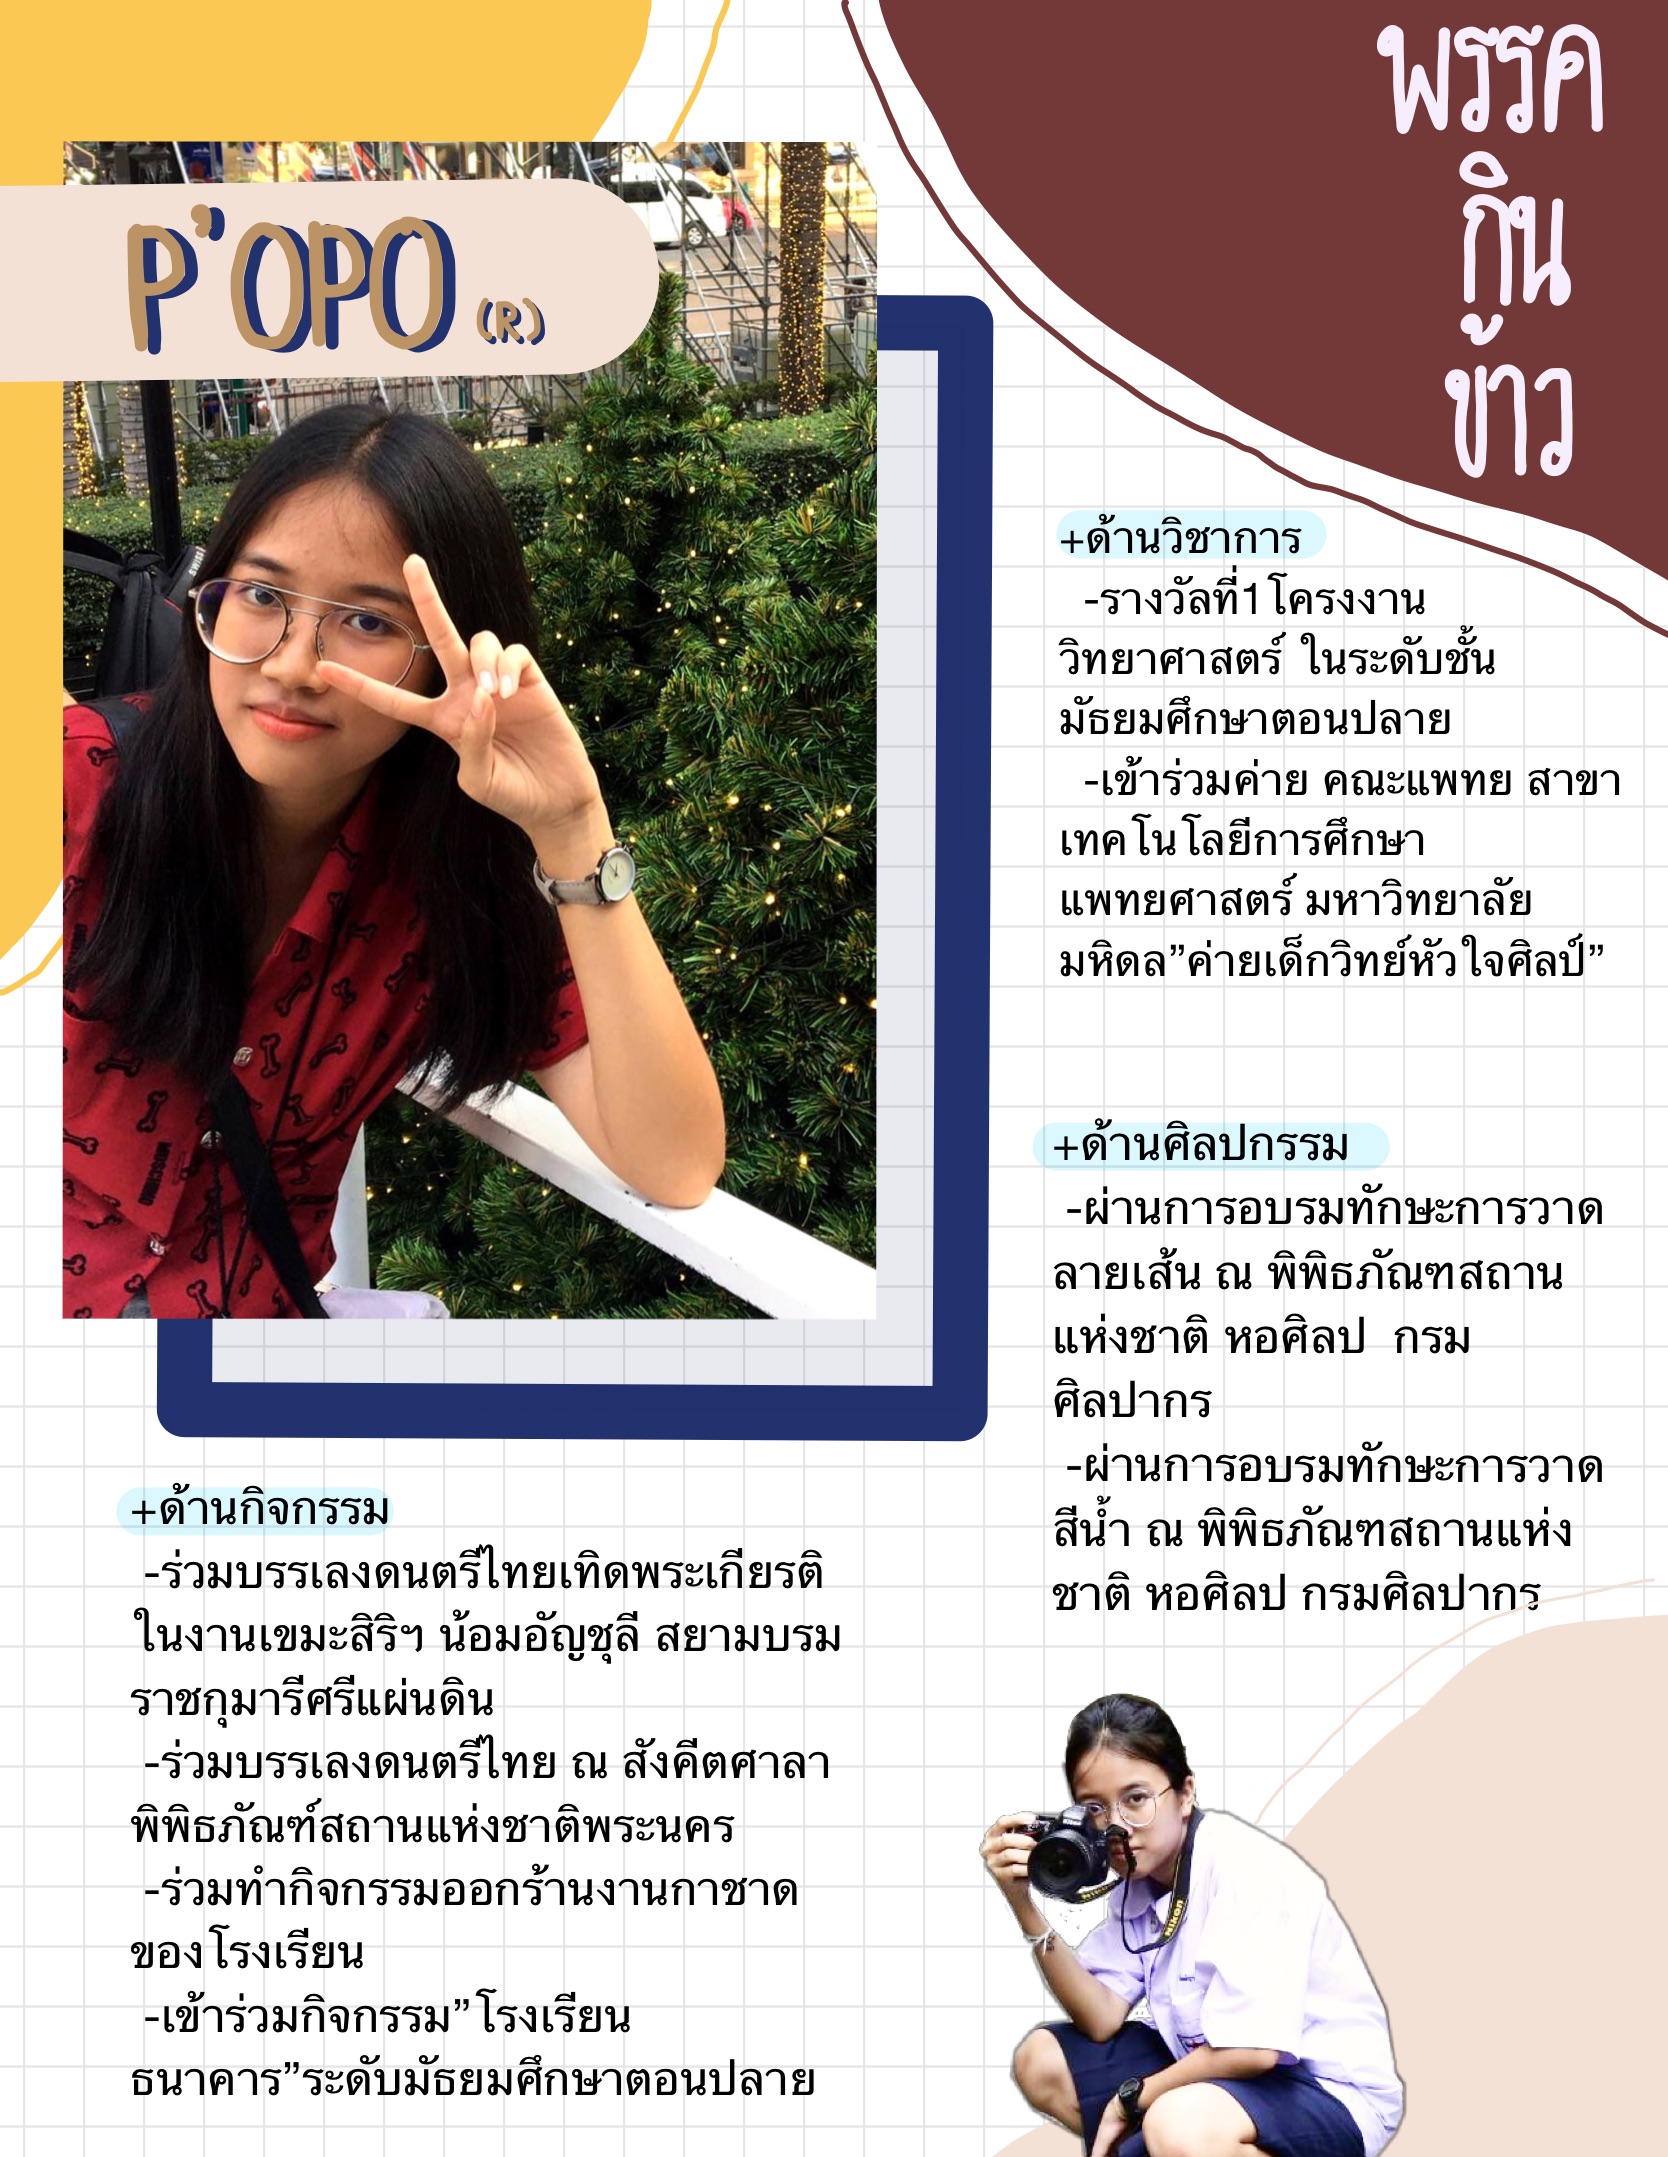 พรรค
กิน
ข้าว
P'OPO (R)
+ด้านวิชาการ
-รางวัลที่1โครงงาน
วิทยาศาสตร์ ในระดับชั้น
มัธยมศึกษาตอนปลาย
-เข้าร่วมค่าย คณะแพทย สาขา
เทคโนโลยีการศึกษา
แพทยศาสตร์ มหาวิทยาลัย
มหิดล”ค่ายเด็กวิทย์หัวใจศิลป์”
+ด้านศิลปกรรม
-ผ่านการอบรมทักษะการวาด
ลายเส้น ณ พิพิธภัณฑสถาน
แห่งชาติ หอศิลป กรม
ศิลปากร
-ผ่านการอบรมทักษะการวาด
สีน้ำ ณ พิพิธภัณฑสถานแห่ง
ชาติ หอศิลป กรมศิลปากร
+ด้านกิจกรรม
-ร่วมบรรเลงดนตรีไทยเทิดพระเกียรติ
ในงานเขมะสิริฯ น้อมอัญชุลี สยามบรม
ราชกุมารีศรีแผ่นดิน
-ร่วมบรรเลงดนตรีไทย ณ สังคีตศาลา
พิพิธภัณฑ์สถานแห่งชาติพระนคร
-ร่วมทำกิจกรรมออกร้านงานกาชาด
ของโรงเรียน
-เข้าร่วมกิจกรรม”โรงเรียน
ธนาคาร”ระดับมัธยมศึกษาตอนปลาย
Nikon